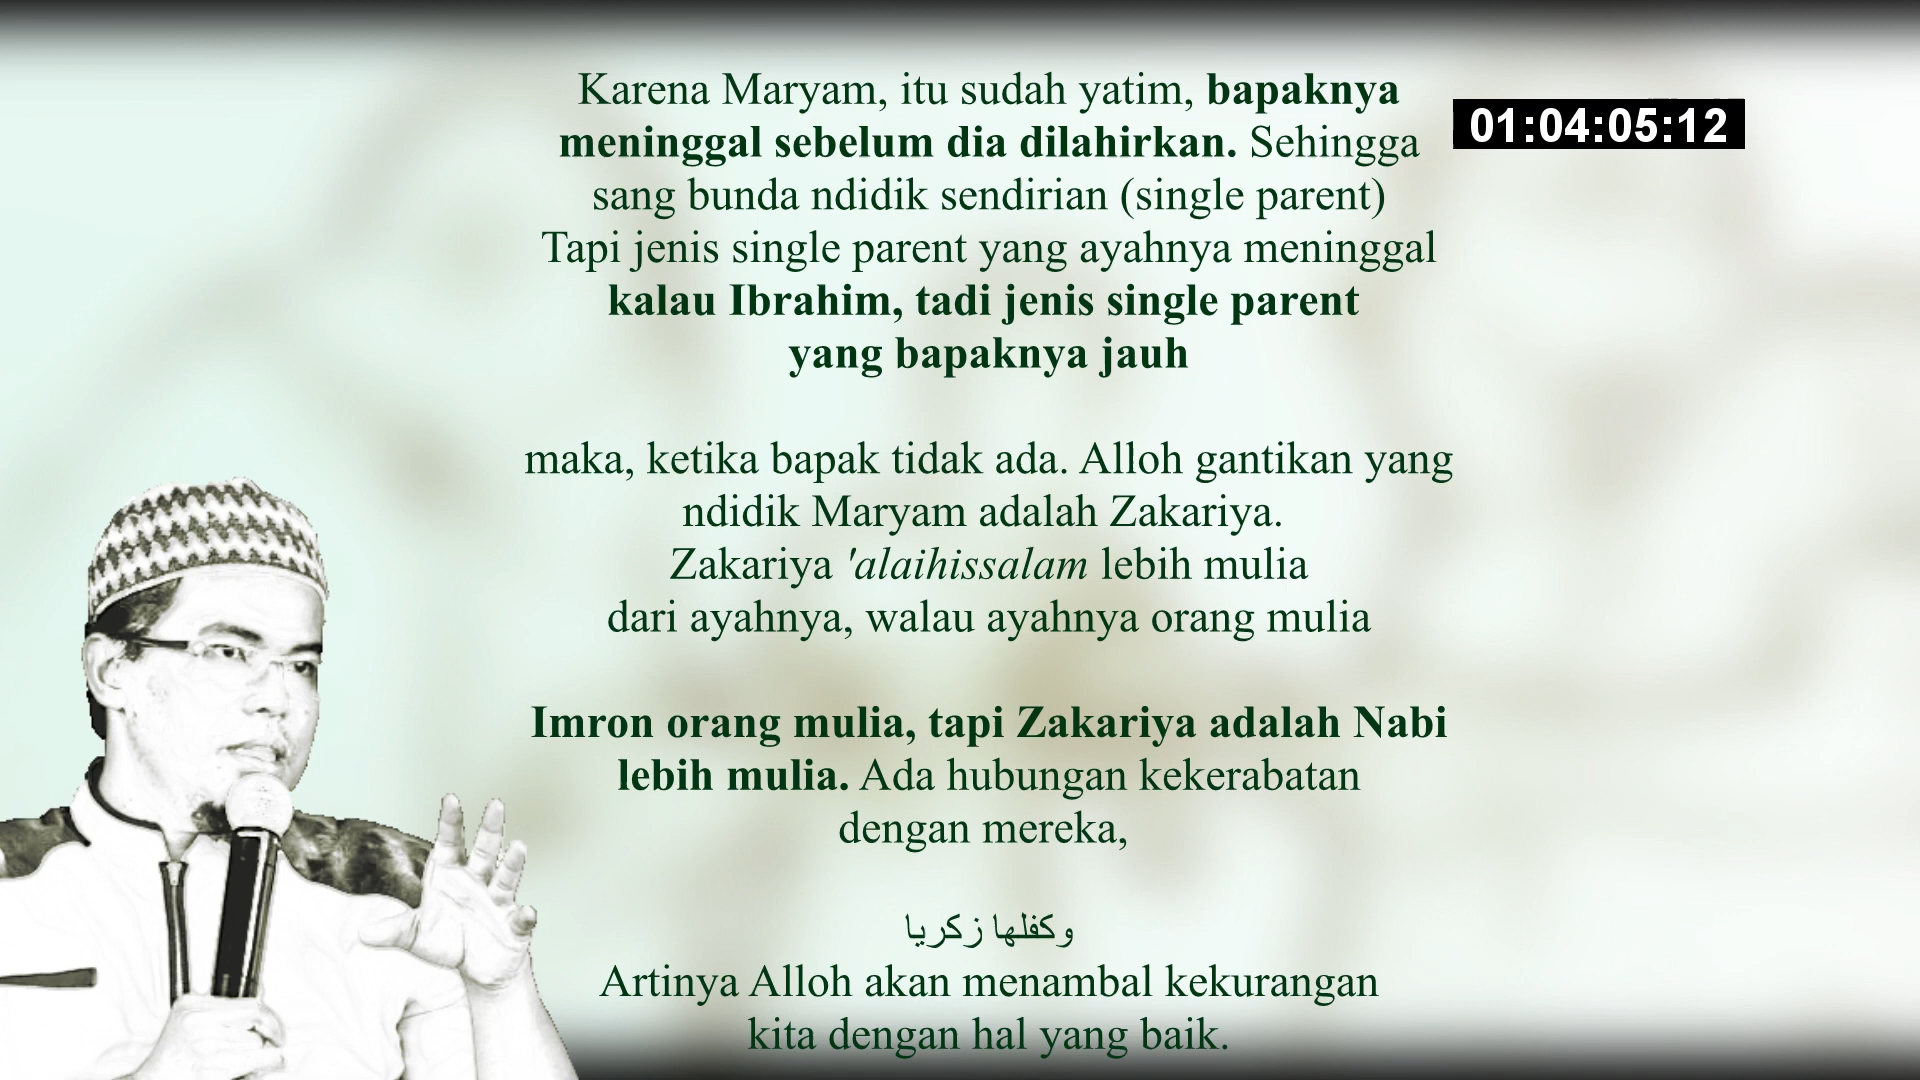 Karena Maryam, itu sudah yatim, bapaknya
meninggal sebelum dia dilahirkan. Sehingga
sang bunda ndidik sendirian (single parent)
Tapi jenis single parent yang ayahnya meninggal
kalau Ibrahim, tadi jenis single parent
yang bapaknya jauh
01:04:05:12
maka, ketika bapak tidak ada. Alloh gantikan yang
ndidik Maryam adalah Zakariya.
Zakariya 'alaihissalam lebih mulia
dari ayahnya, walau ayahnya orang mulia
Imron orang mulia, tapi Zakariya adalah Nabi
lebih mulia. Ada hubungan kekerabatan
dengan mereka,
وكفلها زكريا
Artinya Alloh akan menambal kekurangan
kita dengan hal yang baik.